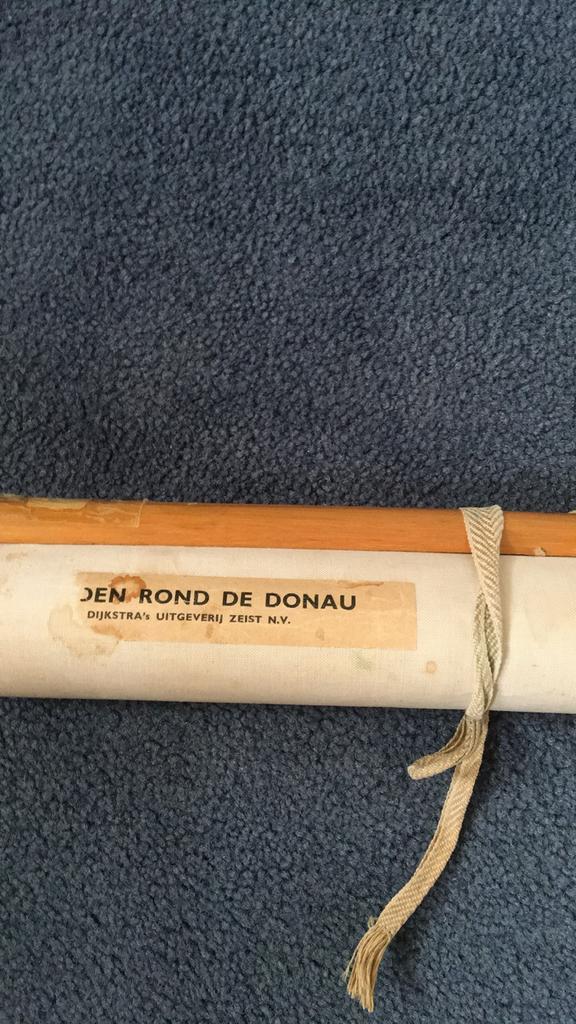 DEN ROND DE DONAU
DIJKSTRA's UITGEVERIJ ZEIST N.V.